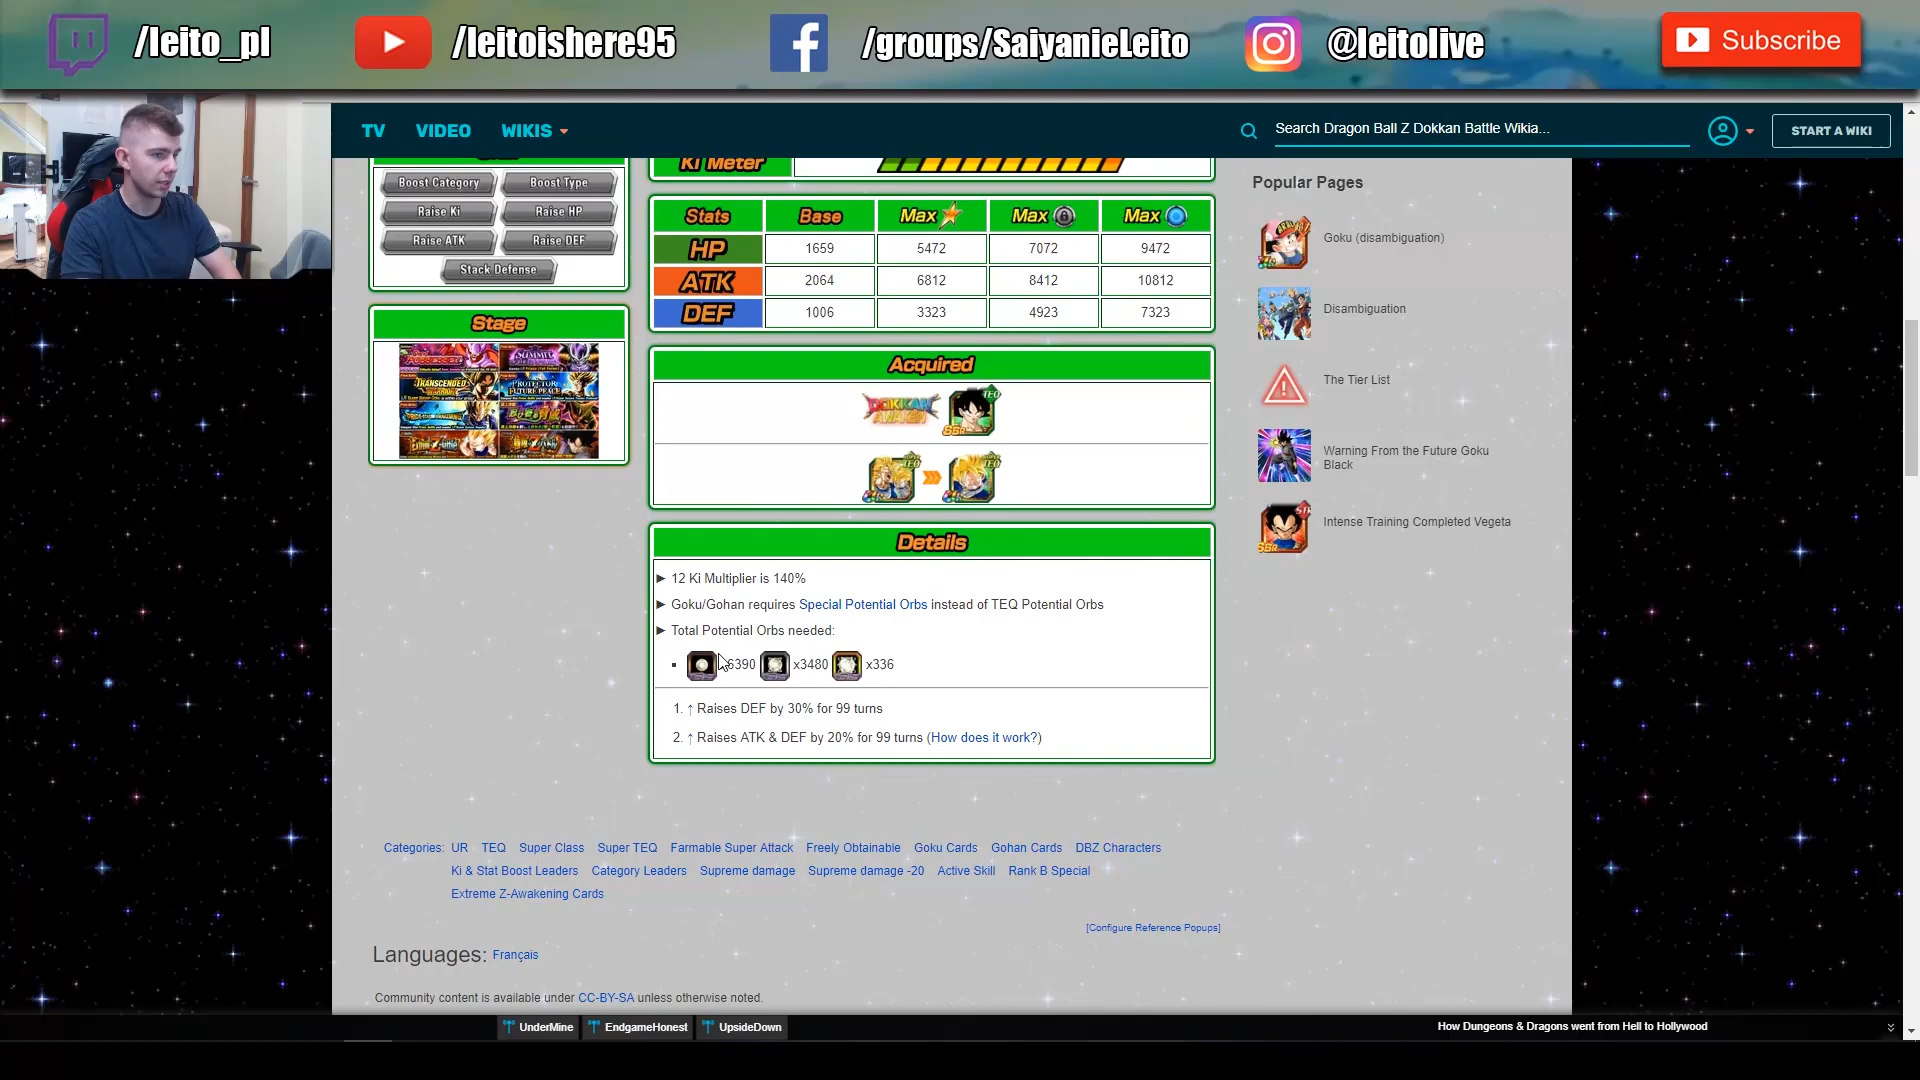 /leito_pl /leitoishere95 /groups/SaiyanieLeito @leitolive Subscribe
TV VIDEO WIKIS Search Dragon Ball Z Dokkan Battle Wikia... START A WIKI
Ki Meter
Boost Category Boost Type
Raise Ki Raise HP
Raise ATK Raise DEF
Stack Defense
Stage
Stats Base Max Max Max
HP 1659 5472 7072 9472
ATK 2064 6812 8412 10812
DEF 1006 3323 4923 7323
Acquired
DOKKAN AWAKEN
Details
► 12 Ki Multiplier is 140%
► Goku/Gohan requires Special Potential Orbs instead of TEQ Potential Orbs
► Total Potential Orbs needed:
6390 x3480 x336
1. ↑ Raises DEF by 30% for 99 turns
2. ↑ Raises ATK & DEF by 20% for 99 turns (How does it work?)
Popular Pages
Goku (disambiguation)
Disambiguation
The Tier List
Warning From the Future Goku
Black
Intense Training Completed Vegeta
Categories: UR TEQ Super Class Super TEQ Farmable Super Attack Freely Obtainable Goku Cards Gohan Cards DBZ Characters
Ki & Stat Boost Leaders Category Leaders Supreme damage Supreme damage -20 Active Skill Rank B Special
Extreme Z-Awakening Cards
[Configure Reference Popups]
Languages: Français
Community content is available under CC-BY-SA unless otherwise noted.
UnderMine EndgameHonest UpsideDown How Dungeons & Dragons went from Hell to Hollywood